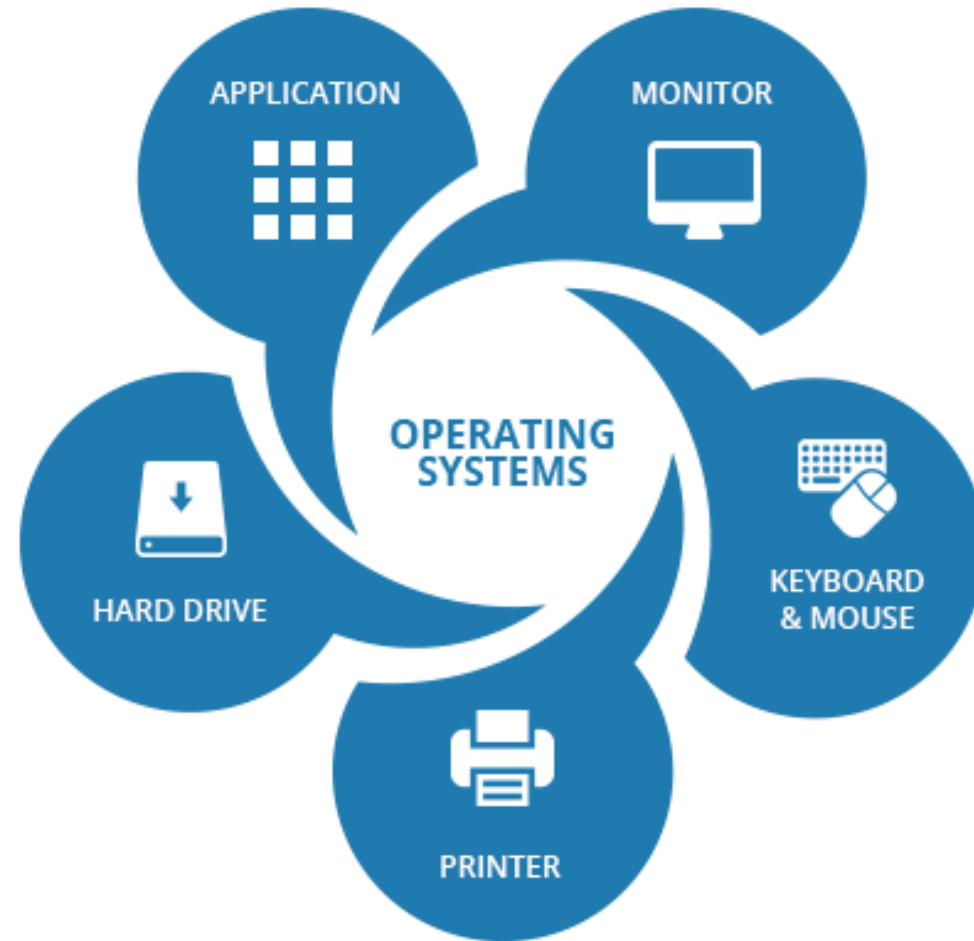 APPLICATION
MONITOR
OPERATING
SYSTEMS
HARD DRIVE
KEYBOARD
& MOUSE
PRINTER